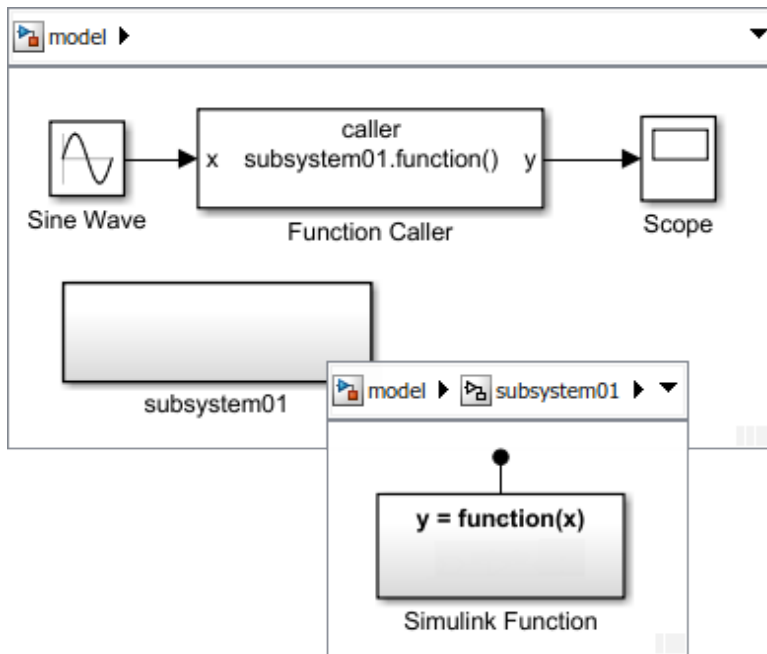 model
caller
x subsystem01.function() y
Sine Wave
Function Caller
Scope
subsystem01
model subsystem01
y = function(x)
Simulink Function